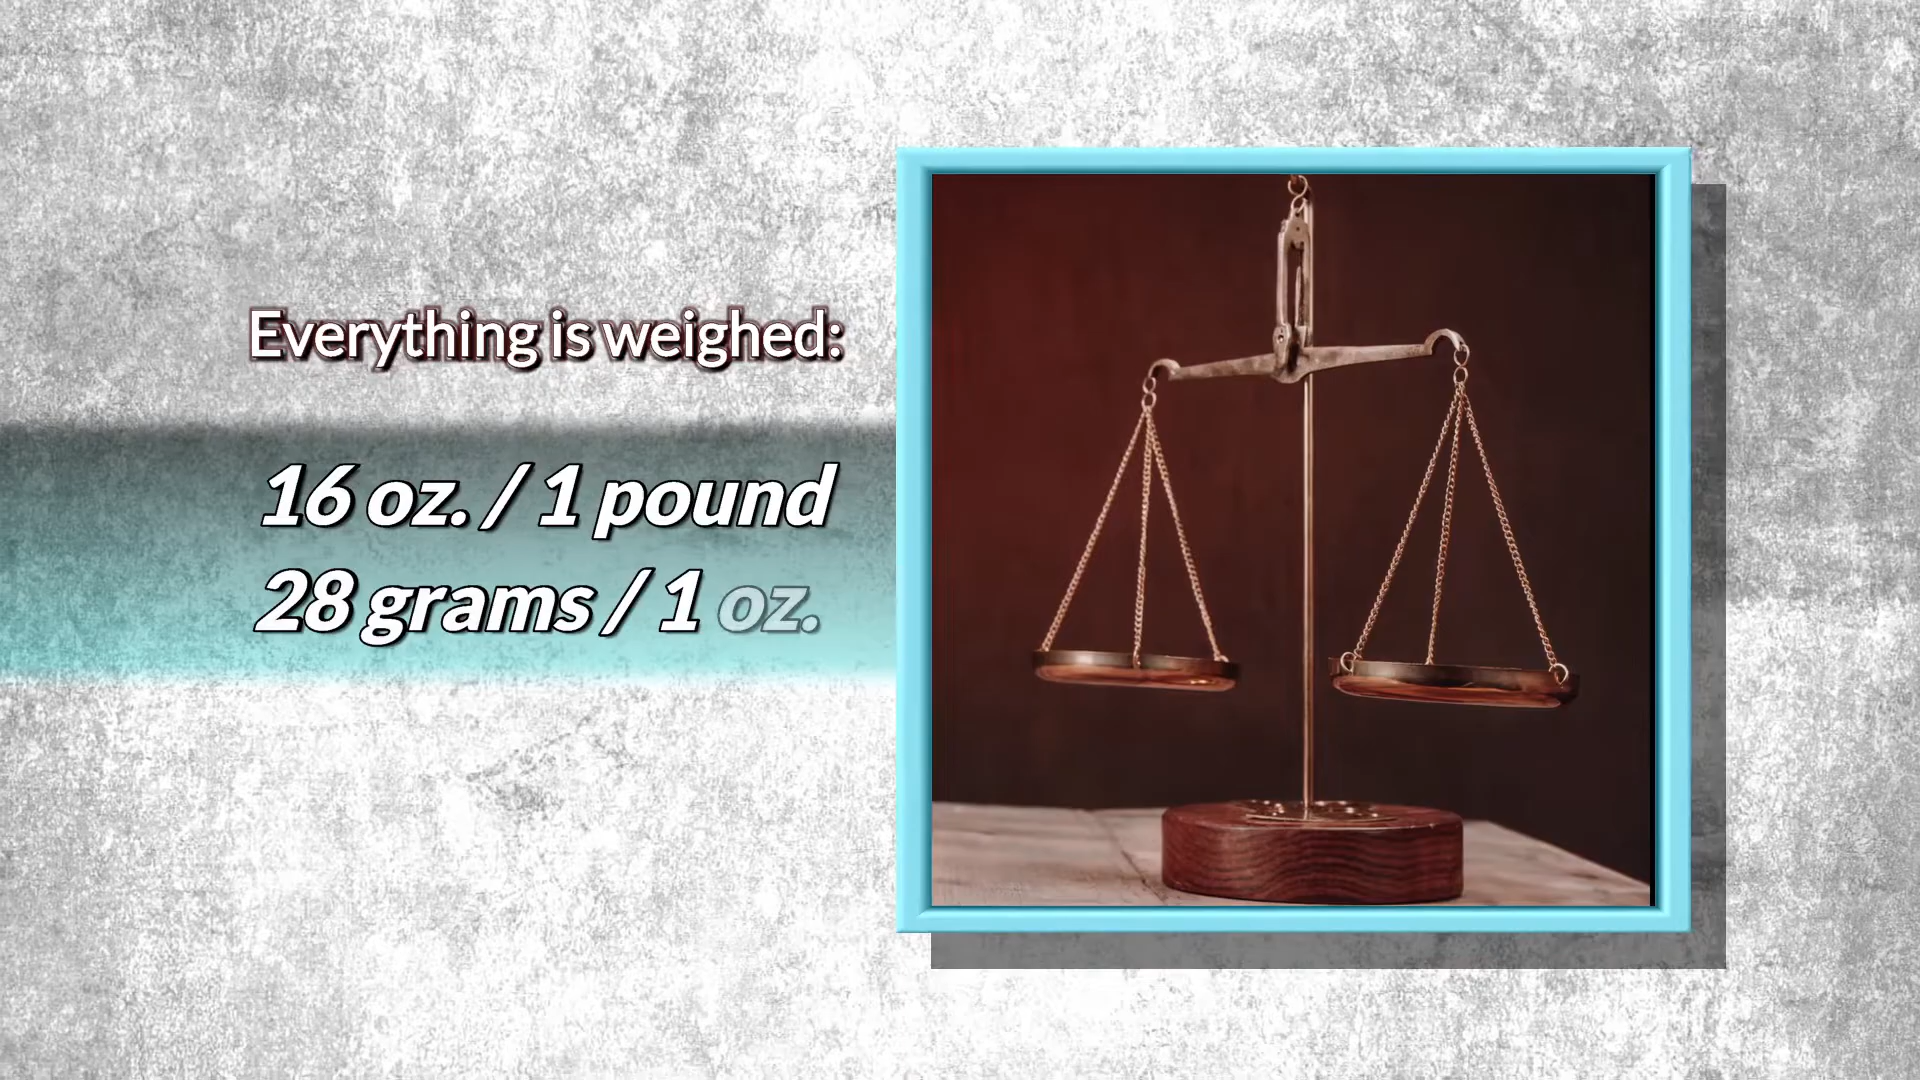 Everything is weighed:
16 oz. / 1 pound
28 grams / 1 oz.